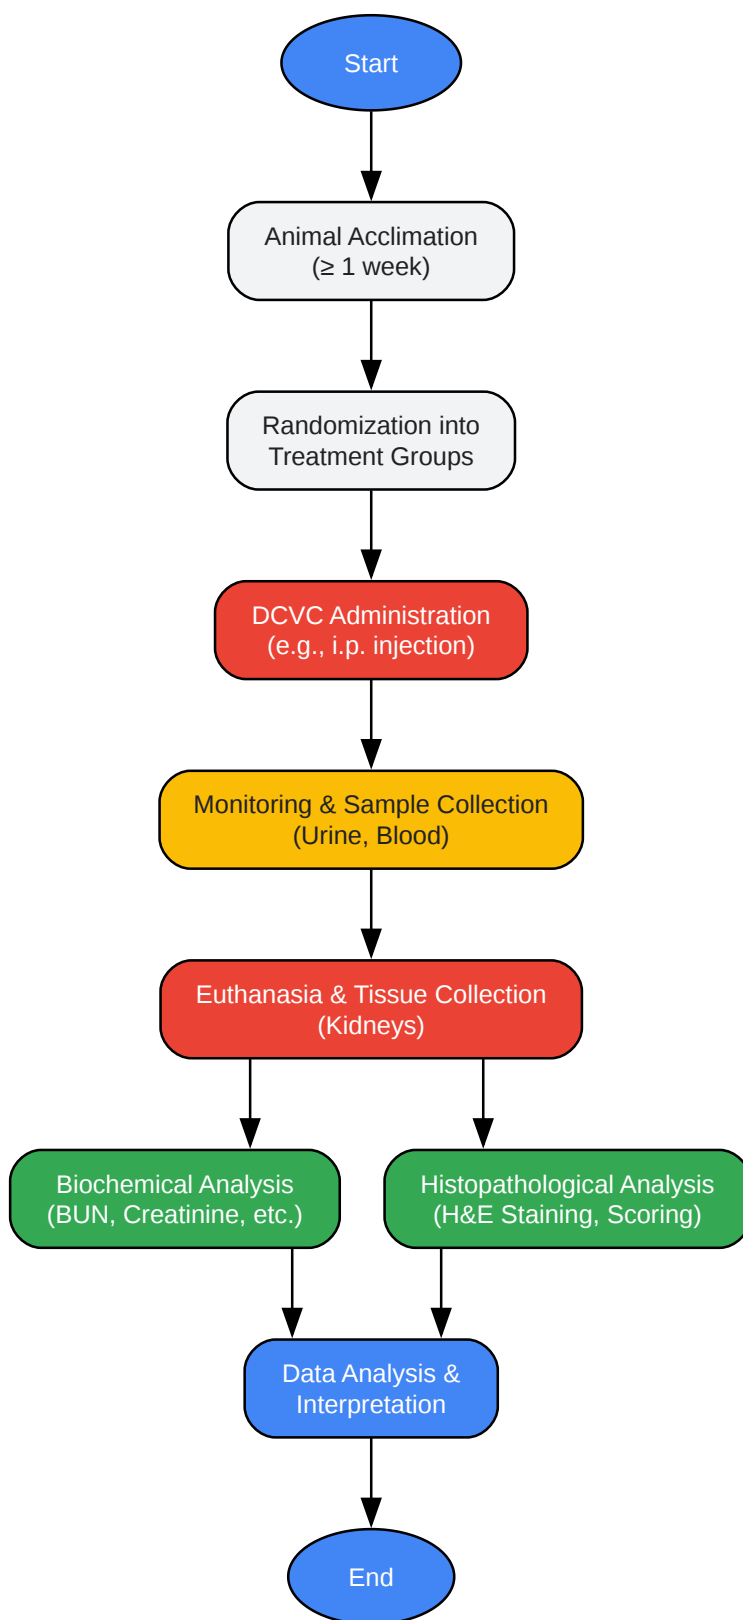 Start
Animal Acclimation
(≥ 1 week)
Randomization into
Treatment Groups
DCVC Administration
(e.g., i.p. injection)
Monitoring & Sample Collection
(Urine, Blood)
Euthanasia & Tissue Collection
(Kidneys)
Biochemical Analysis
(BUN, Creatinine, etc.)
Histopathological Analysis
(H&E Staining, Scoring)
Data Analysis &
Interpretation
End